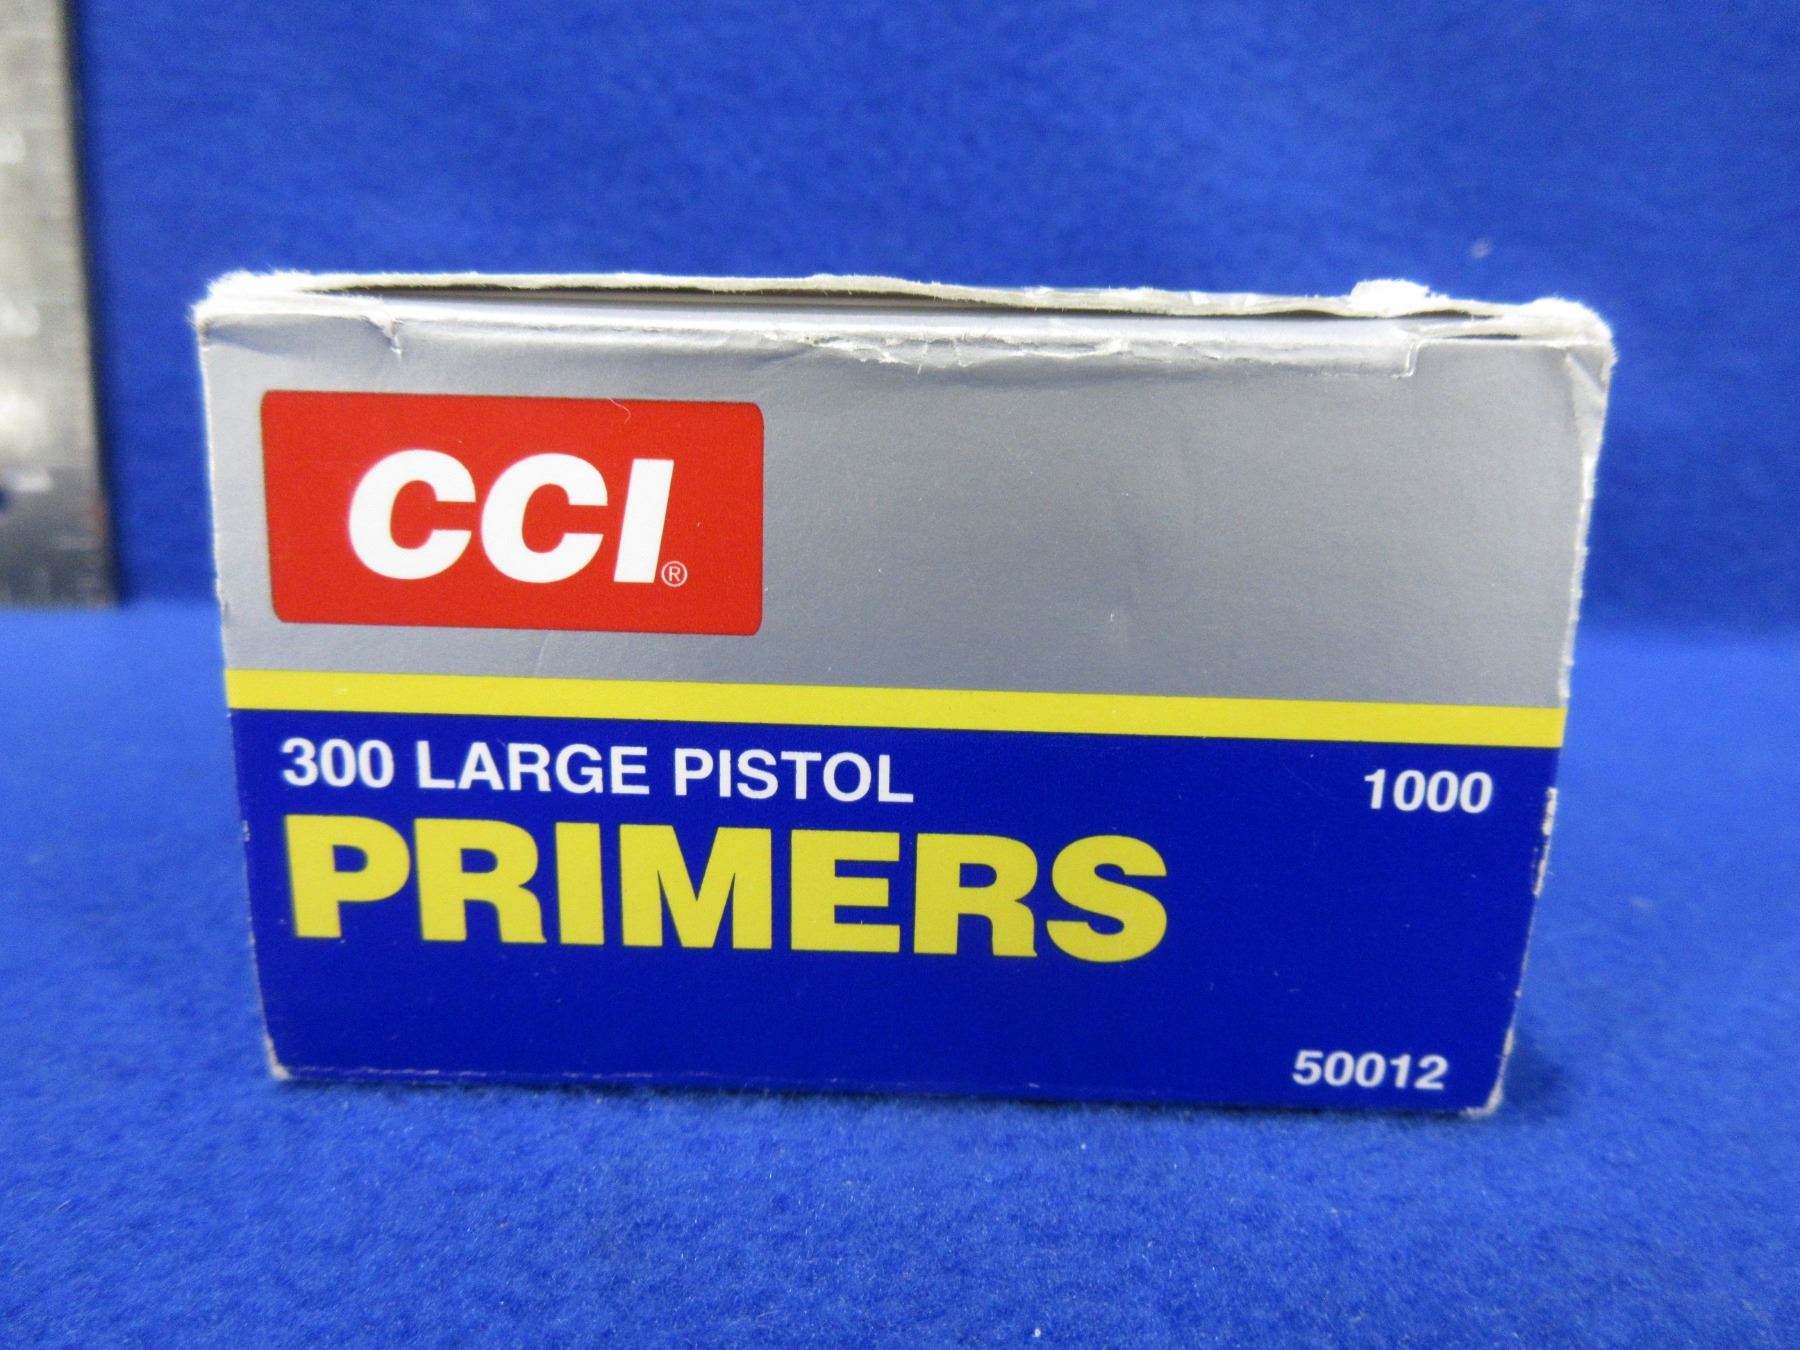 CCI®
300 LARGE PISTOL 1000
PRIMERS
50012